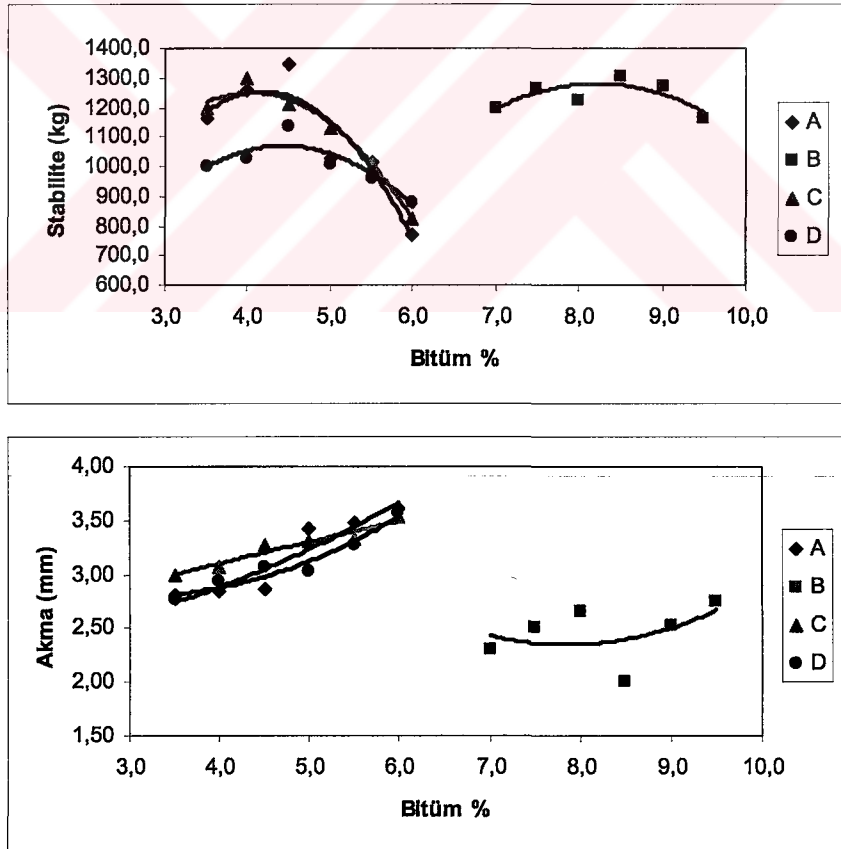 Stabilite (kg)
1400,0
1300,0
1200,0
1100,0
1000,0
900,0
800,0
700,0
600,0
3,0 4,0 5,0 6,0 7,0 8,0 9,0 10,0
Bitüm %
A
B
C
D
Akma (mm)
4,00
3,50
3,00
2,50
2,00
1,50
3,0 4,0 5,0 6,0 7,0 8,0 9,0 10,0
Bitüm %
A
B
C
D